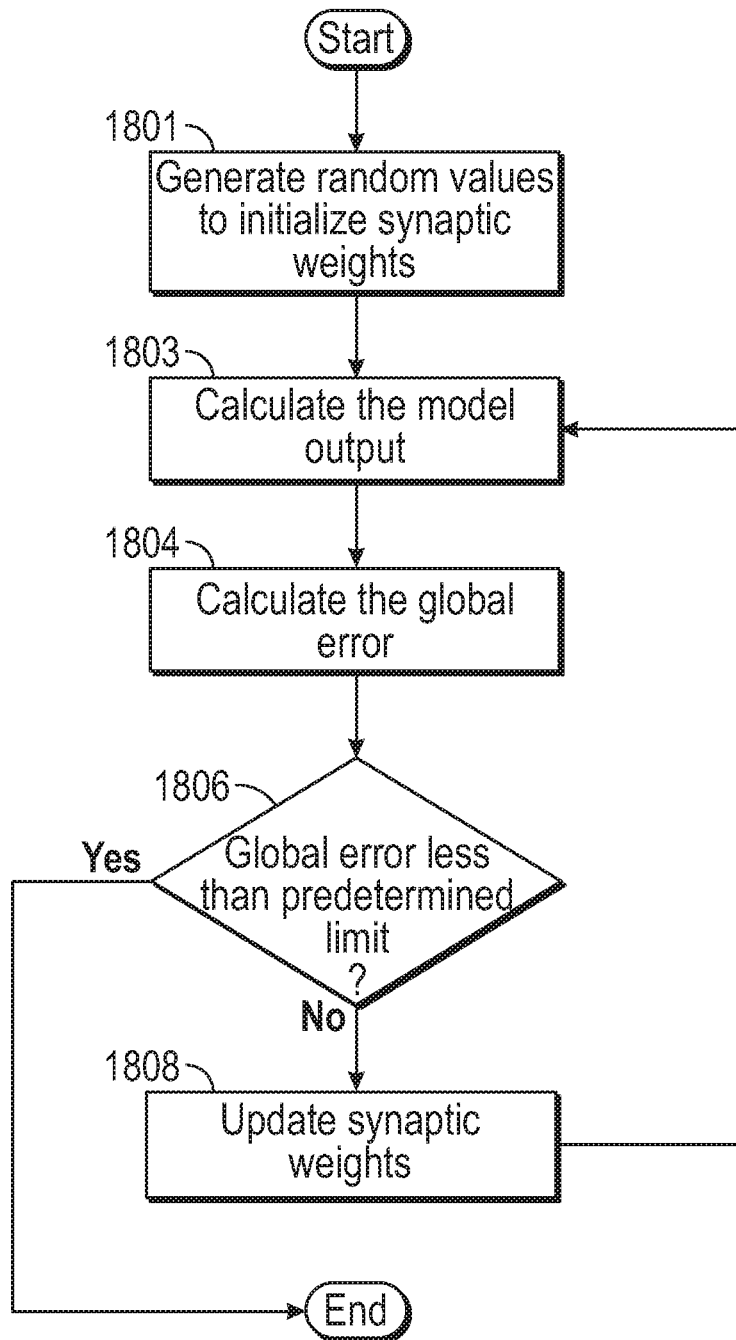 Start
1801
Generate random values
to initialize synaptic
weights
1803
Calculate the model
output
1804
Calculate the global
error
1806
Yes
Global error less
than predetermined
limit
?
No
1808
Update synaptic
weights
End